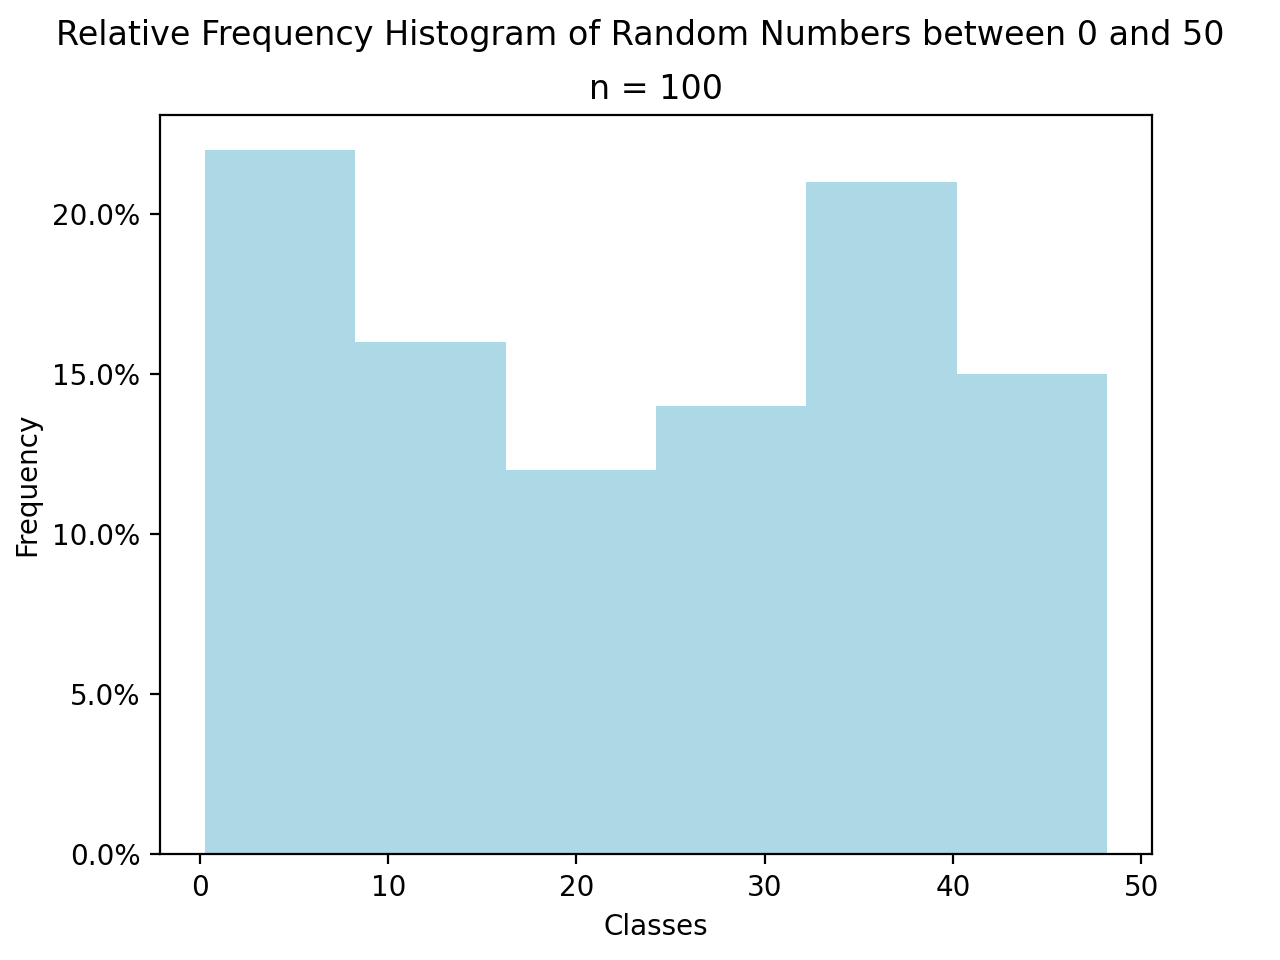 Relative Frequency Histogram of Random Numbers between 0 and 50
n = 100
20.0%
15.0%
10.0%
5.0%
0.0%
Frequency
0 10 20 30 40 50
Classes